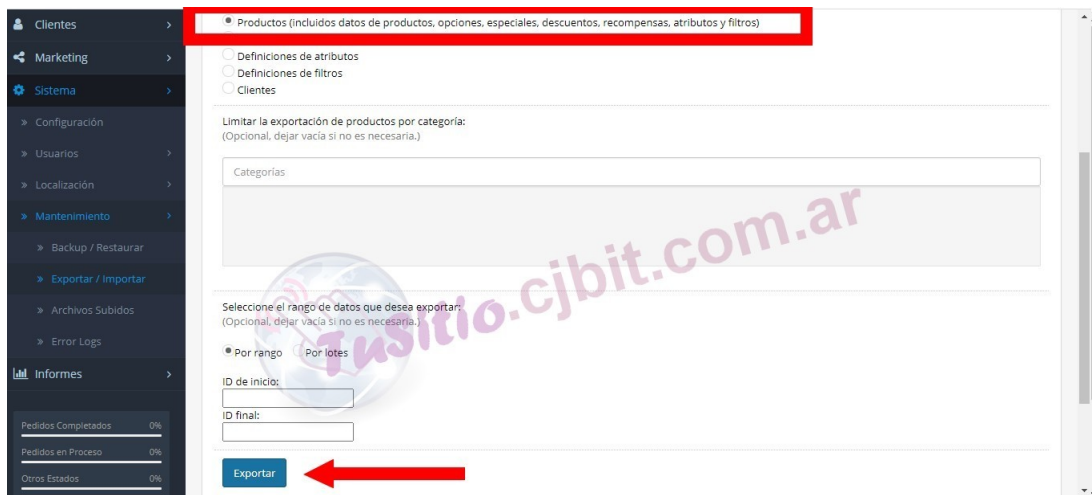 Clientes
Marketing
Sistema
» Configuración
» Usuarios
» Localización
» Mantenimiento
» Backup / Restaurar
» Exportar / Importar
» Archivos Subidos
» Error Logs
Informes
Pedidos Completados 0%
Pedidos en Proceso 0%
Otros Estados 0%
Productos (incluidos datos de productos, opciones, especiales, descuentos, recompensas, atributos y filtros)
Definiciones de atributos
Definiciones de filtros
Clientes
Limitar la exportación de productos por categoría:
(Opcional, dejar vacía si no es necesaria.)
Categorías
Seleccione el rango de datos que desea exportar:
(Opcional, dejar vacía si no es necesaria.)
Por rango Por lotes
ID de inicio:
ID final:
Exportar
Tusitio.cjbit.com.ar